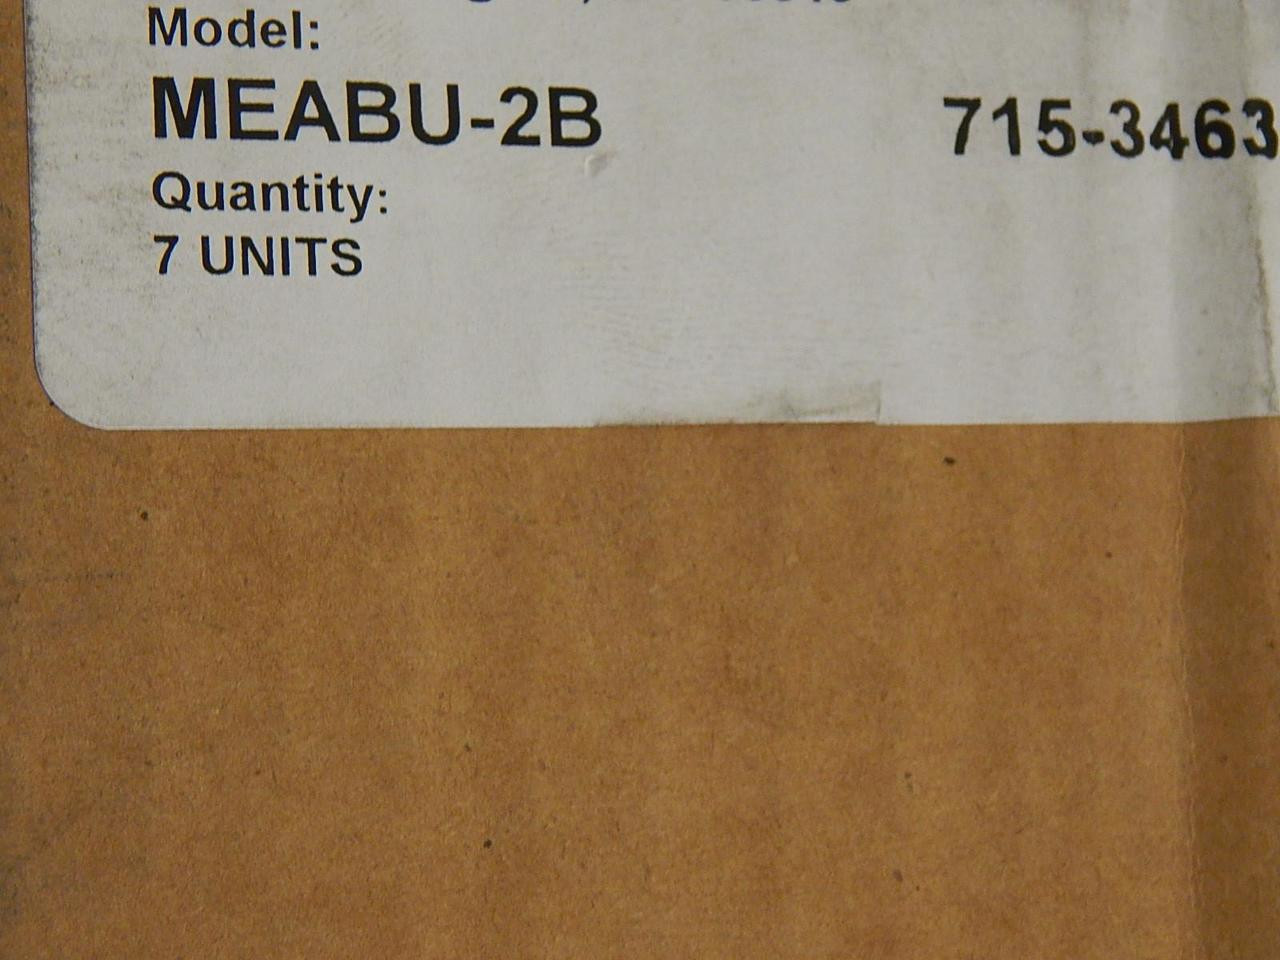 Model:
MEABU-2B 715-3463
Quantity:
7 UNITS